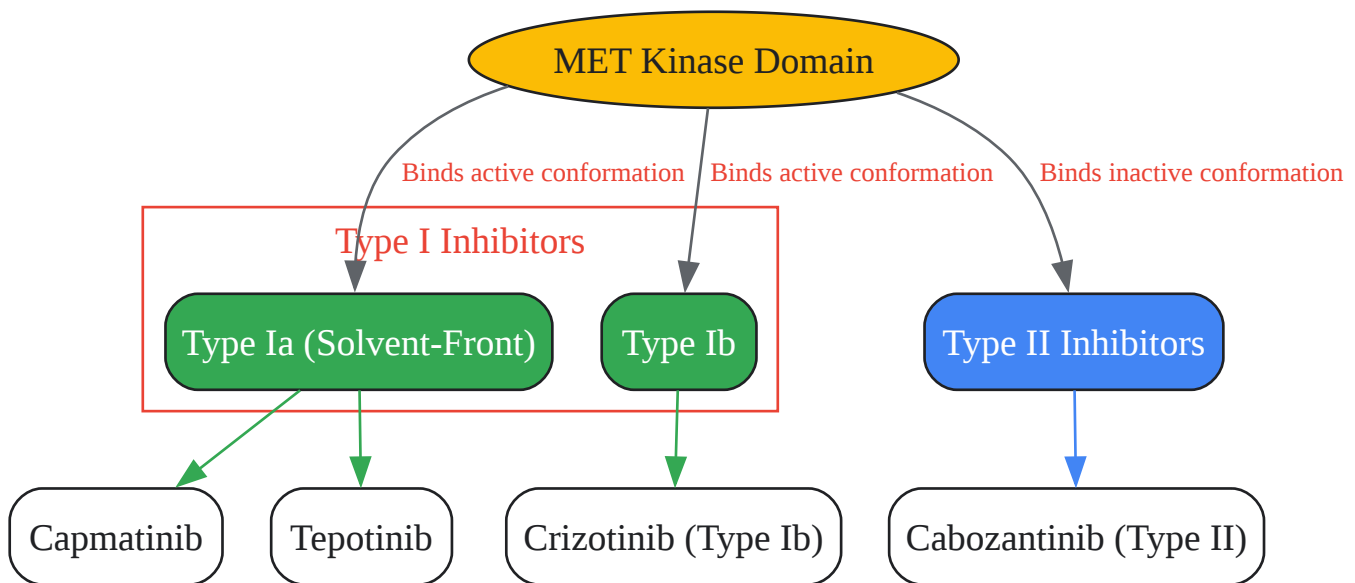 MET Kinase Domain
Binds active conformation
Binds active conformation
Binds inactive conformation
Type I Inhibitors
Type Ia (Solvent-Front)
Type Ib
Type II Inhibitors
Capmatinib
Tepotinib
Crizotinib (Type Ib)
Cabozantinib (Type II)